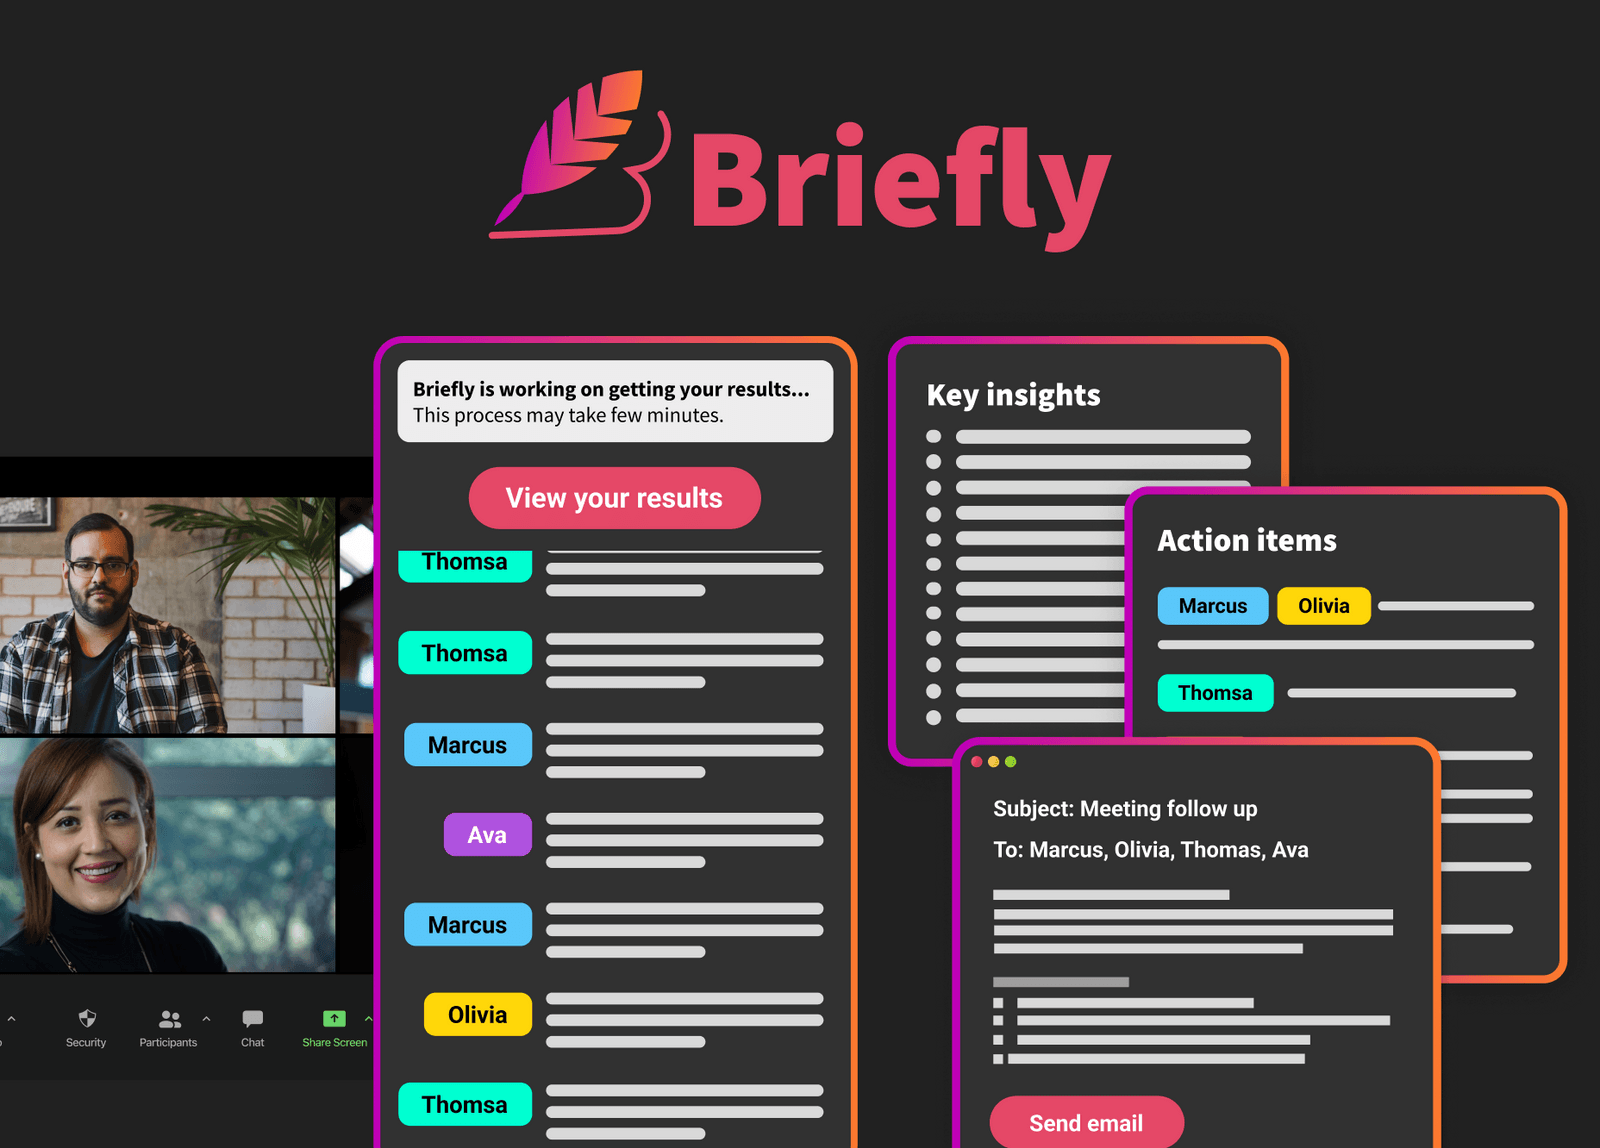 Briefly
Briefly is working on getting your results...
This process may take few minutes.
View your results
Thomsa
Thomsa
Marcus
Ava
Marcus
Olivia
Thomsa
Key insights
Action items
Marcus Olivia
Thomsa
Subject: Meeting follow up
To: Marcus, Olivia, Thomas, Ava
Send email
Security
Participants
Chat
Share Screen